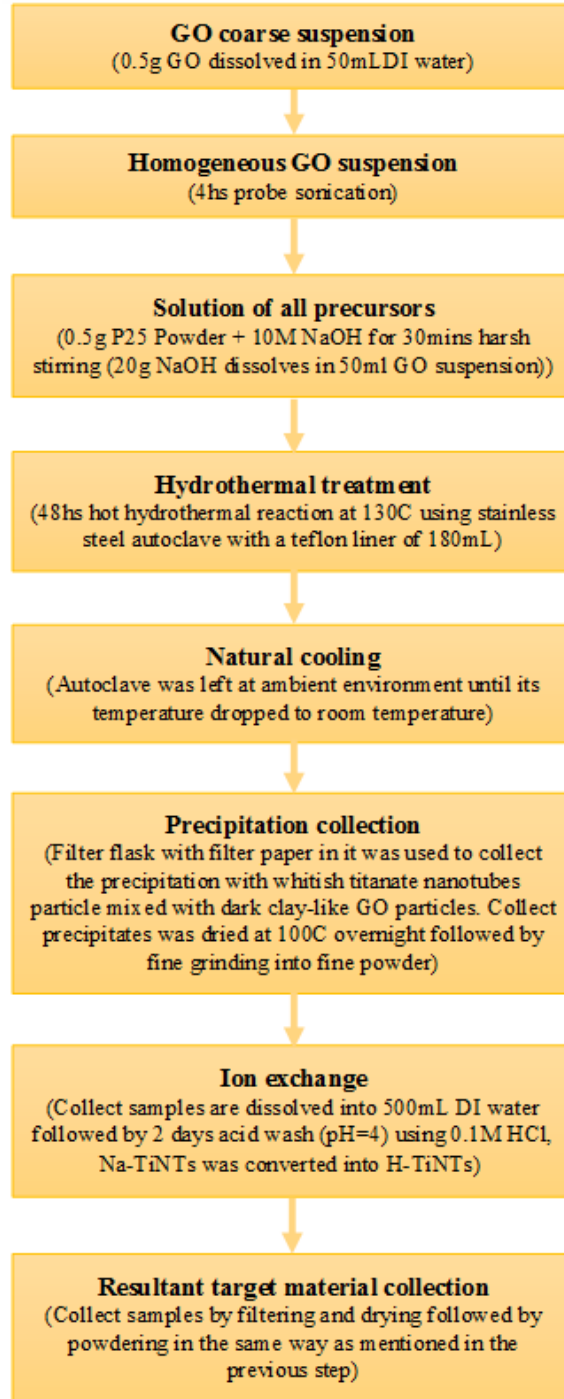 GO coarse suspension
(0.5g GO dissolved in 50mLDI water)
Homogeneous GO suspension
(4hs probe sonication)
Solution of all precursors
(0.5g P25 Powder + 10M NaOH for 30mins harsh
stirring (20g NaOH dissolves in 50ml GO suspension))
Hydrothermal treatment
(48hs hot hydrothermal reaction at 130C using stainless
steel autoclave with a teflon liner of 180mL)
Natural cooling
(Autoclave was left at ambient environment until its
temperature dropped to room temperature)
Precipitation collection
(Filter flask with filter paper in it was used to collect
the precipitation with whitish titanate nanotubes
particle mixed with dark clay-like GO particles. Collect
precipitates was dried at 100C overnight followed by
fine grinding into fine powder)
Ion exchange
(Collect samples are dissolved into 500mL DI water
followed by 2 days acid wash (pH=4) using 0.1M HCl,
Na-TiNTs was converted into H-TiNTs)
Resultant target material collection
(Collect samples by filtering and drying followed by
powdering in the same way as mentioned in the
previous step)